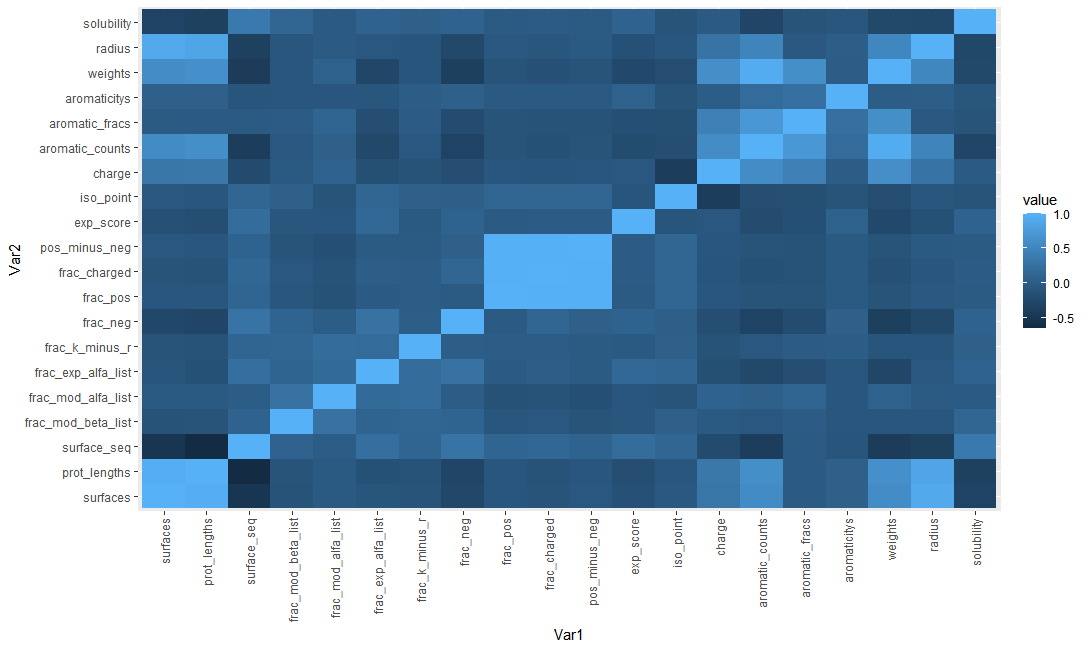 solubility
radius
weights
aromaticitys
aromatic_fracs
aromatic_counts
charge
iso_point
exp_score
pos_minus_neg
frac_charged
frac_pos
frac_neg
frac_k_minus_r
frac_exp_alfa_list
frac_mod_alfa_list
frac_mod_beta_list
surface_seq
prot_lengths
surfaces
Var2
surfaces
prot_lengths
surface_seq
frac_mod_beta_list
frac_mod_alfa_list
frac_exp_alfa_list
frac_k_minus_r
frac_neg
frac_pos
frac_charged
pos_minus_neg
exp_score
iso_point
charge
aromatic_counts
aromatic_fracs
aromaticitys
weights
radius
solubility
Var1
value
1.0
0.5
0.0
-0.5